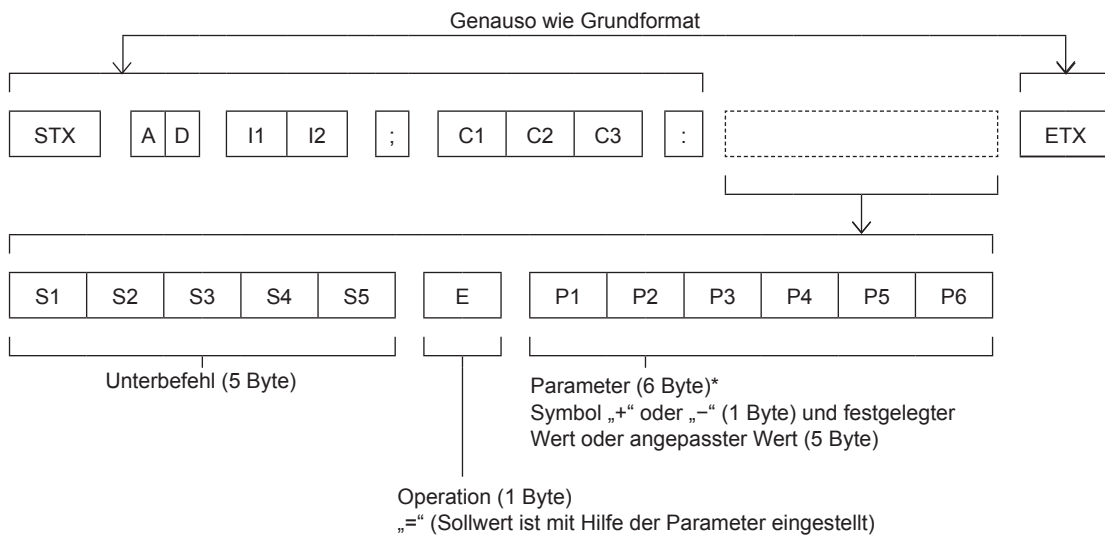 Genauso wie Grundformat
STX A D I1 I2 ; C1 C2 C3 : ETX
S1 S2 S3 S4 S5 E P1 P2 P3 P4 P5 P6
Unterbefehl (5 Byte)
Parameter (6 Byte)*
Symbol „+“ oder „−“ (1 Byte) und festgelegter
Wert oder angepasster Wert (5 Byte)
Operation (1 Byte)
„=“ (Sollwert ist mit Hilfe der Parameter eingestellt)